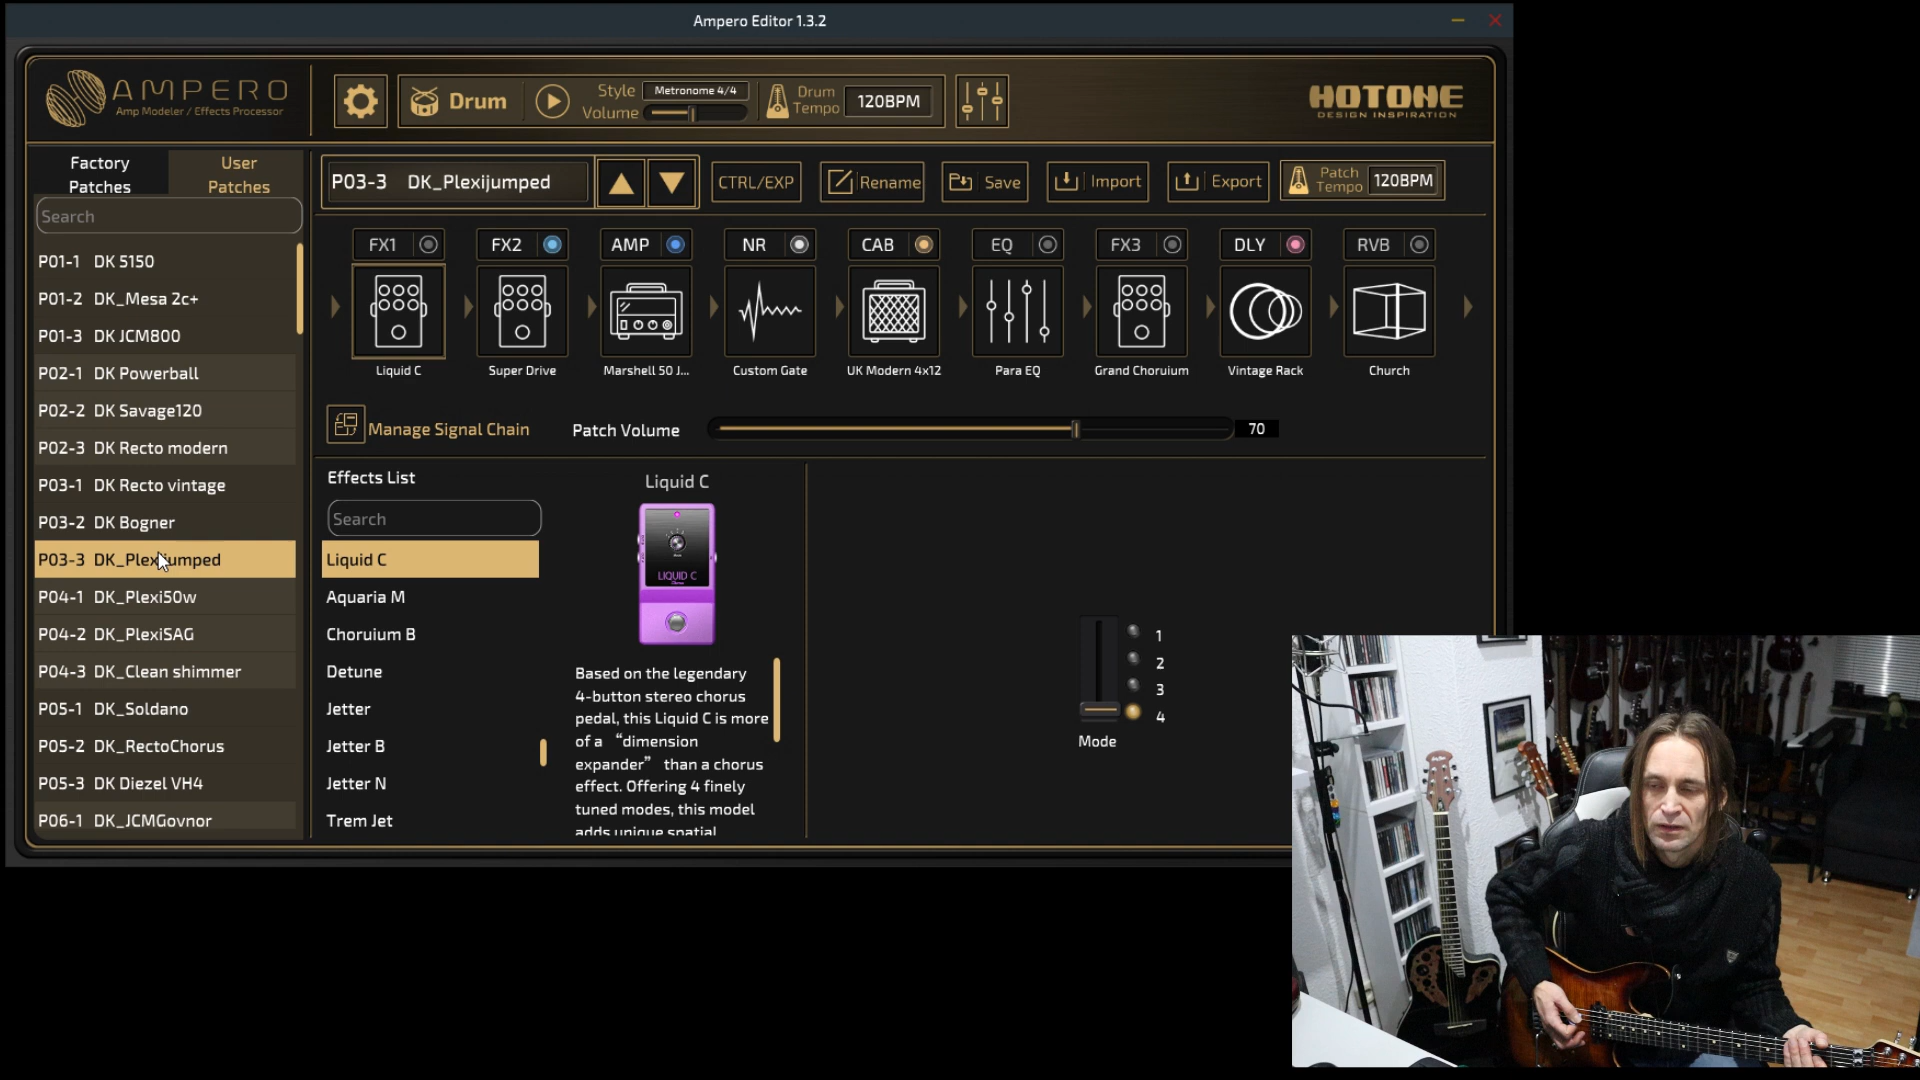 Ampero Editor 1.3.2
AMPERO
Amp Modeler / Effects Processor
Drum
Style
Metronome 4/4
Volume
Drum
Tempo
120BPM
HOTONE
DESIGN INSPIRATION
Factory
Patches
User
Patches
Search
P03-3 DK_Plexijumped
CTRL/EXP
Rename
Save
Import
Export
Patch
Tempo
120BPM
P01-1 DK 5150
P01-2 DK_Mesa 2c+
P01-3 DK JCM800
P02-1 DK Powerball
P02-2 DK Savage120
P02-3 DK Recto modern
P03-1 DK Recto vintage
P03-2 DK Bogner
P03-3 DK_Plexijumped
P04-1 DK_Plexi50w
P04-2 DK_PlexiSAG
P04-3 DK_Clean shimmer
P05-1 DK_Soldano
P05-2 DK_RectoChorus
P05-3 DK Diezel VH4
P06-1 DK_JCMGovnor
FX1 FX2 AMP NR CAB EQ FX3 DLY RVB
Liquid C Super Drive Marshell 50 J... Custom Gate UK Modern 4x12 Para EQ Grand Choruium Vintage Rack Church
Manage Signal Chain
Patch Volume
70
Effects List
Search
Liquid C
Aquaria M
Choruium B
Detune
Jetter
Jetter B
Jetter N
Trem Jet
Liquid C
LIQUID C
Based on the legendary
4-button stereo chorus
pedal, this Liquid C is more
of a “dimension
expander” than a chorus
effect. Offering 4 finely
tuned modes, this model
adds unique spatial
1
2
3
4
Mode